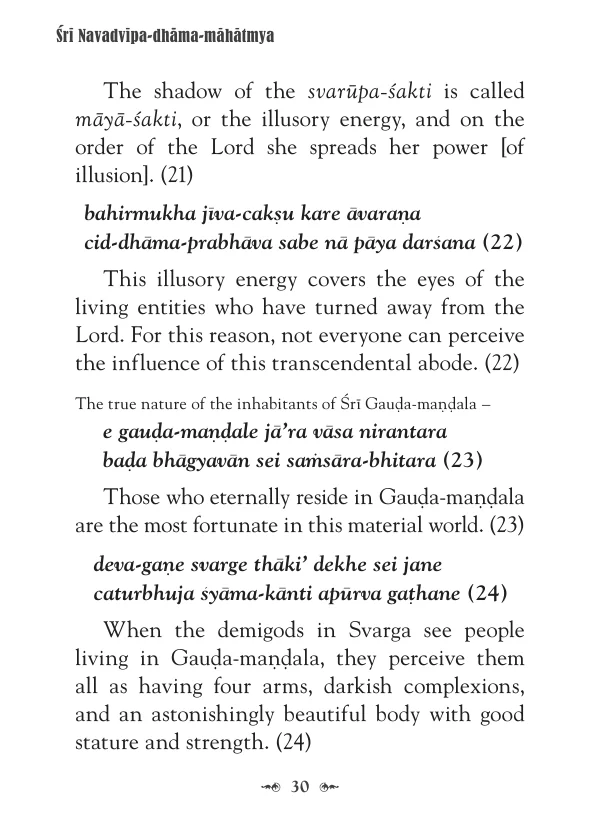 Śrī Navadvīpa-dhāma-māhātmya
The shadow of the svarūpa-śakti is called
māyā-śakti, or the illusory energy, and on the
order of the Lord she spreads her power [of
illusion]. (21)
bahirmukha jīva-cakṣu kare āvaraṇa
cid-dhāma-prabhāva sabe nā pāya darśana (22)
This illusory energy covers the eyes of the
living entities who have turned away from the
Lord. For this reason, not everyone can perceive
the influence of this transcendental abode. (22)
The true nature of the inhabitants of Śrī Gauḍa-maṇḍala –
e gauḍa-maṇḍale jā’ra vāsa nirantara
baḍa bhāgyavān sei saṁsāra-bhitara (23)
Those who eternally reside in Gauḍa-maṇḍala
are the most fortunate in this material world. (23)
deva-gaṇe svarge thāki’ dekhe sei jane
caturbhuja śyāma-kānti apūrva gaṭhane (24)
When the demigods in Svarga see people
living in Gauḍa-maṇḍala, they perceive them
all as having four arms, darkish complexions,
and an astonishingly beautiful body with good
stature and strength. (24)
30